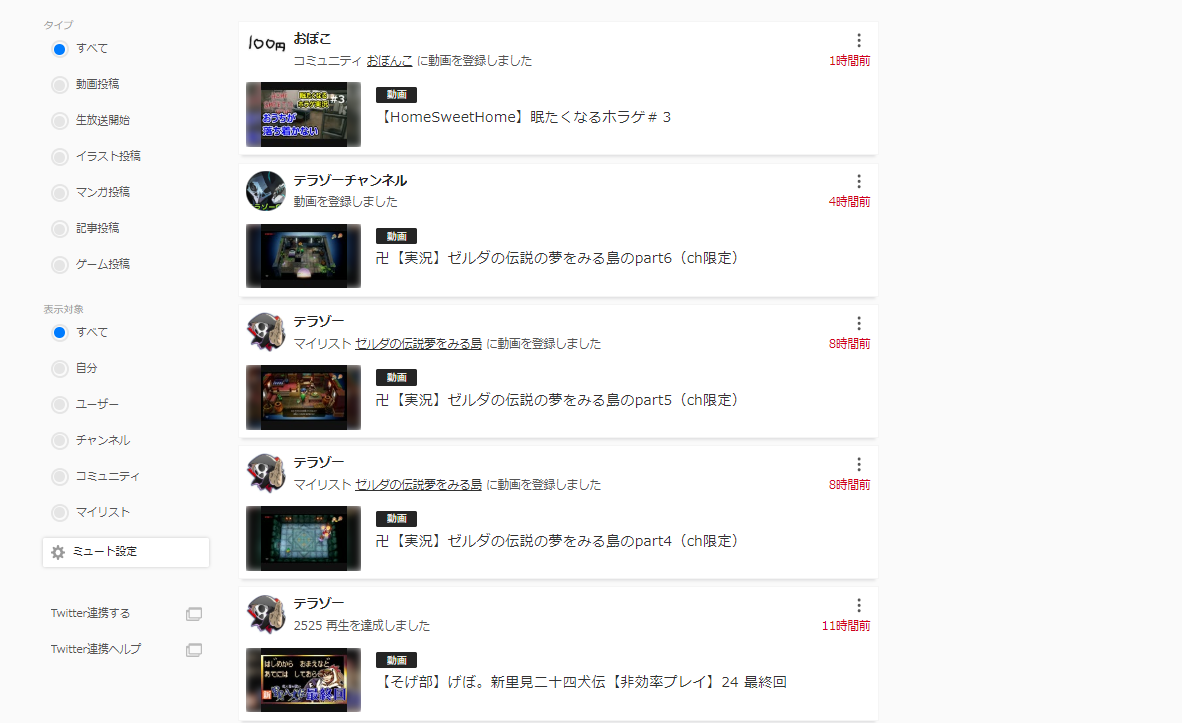 タイプ
すべて
動画投稿
生放送開始
イラスト投稿
マンガ投稿
記事投稿
ゲーム投稿
表示対象
すべて
自分
ユーザー
チャンネル
コミュニティ
マイリスト
ミュート設定
Twitter連携する
Twitter連携ヘルプ
100円
おぽこ
コミュニティ おぽんこ に動画を登録しました
1時間前
眠たくなる
ホラゲ実況
#3
おうちが
落ち着かない
動画
【HomeSweetHome】眠たくなるホラゲ＃３
テラゾーチャンネル
動画を登録しました
4時間前
動画
卍【実況】ゼルダの伝説の夢をみる島のpart6（ch限定）
テラゾー
マイリスト ゼルダの伝説夢をみる島 に動画を登録しました
8時間前
動画
卍【実況】ゼルダの伝説の夢をみる島のpart5（ch限定）
テラゾー
マイリスト ゼルダの伝説夢をみる島 に動画を登録しました
8時間前
動画
卍【実況】ゼルダの伝説の夢をみる島のpart4（ch限定）
テラゾー
2525 再生を達成しました
11時間前
はじめから おまえなど
あてには しておらぬ
最終回
動画
【そげ部】げぼ。新里見二十四犬伝【非効率プレイ】24 最終回